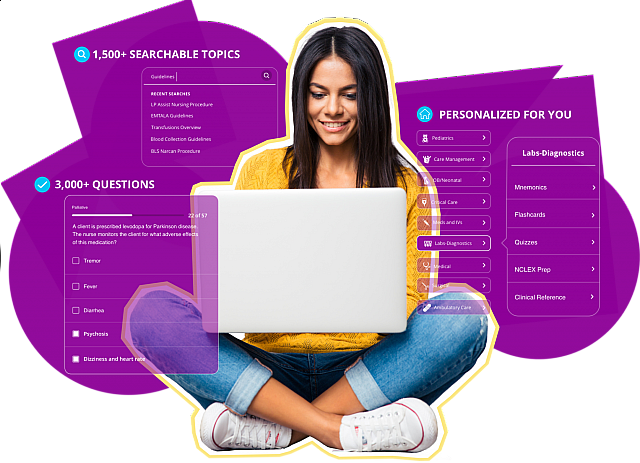 1,500+ SEARCHABLE TOPICS
Guidelines
RECENT SEARCHES
LP Assist Nursing Procedure
EMTALA Guidelines
Transfusions Overview
Blood Collection Guidelines
BLS Narcan Procedure
3,000+ QUESTIONS
Palliative
22 of 57
A client is prescribed levodopa for Parkinson disease.
The nurse monitors the client for what adverse effects
of this medication?
Tremor
Fever
Diarrhea
Psychosis
Dizziness and heart rate
PERSONALIZED FOR YOU
Pediatrics
Care Management
OB/Neonatal
Critical Care
Meds and IVs
Labs-Diagnostics
Medical
Surgical
Ambulatory Care
Labs-Diagnostics
Mnemonics
Flashcards
Quizzes
NCLEX Prep
Clinical Reference